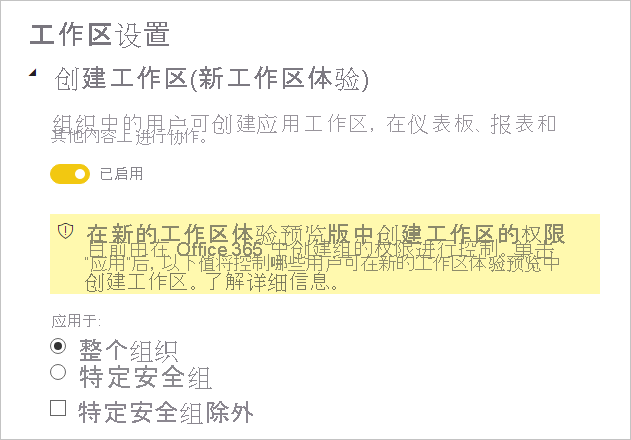 工作区设置
创建工作区(新工作区体验)
组织中的用户可创建应用工作区, 在仪表板、报表和
其他内容上进行协作。
已启用
在新的工作区体验预览版中创建工作区的权限
目前由在 Office 365 中创建组的权限进行控制。单击
"应用"后, 以下值将控制哪些用户可在新的工作区体验预览中
创建工作区。了解详细信息。
应用于:
整个组织
特定安全组
特定安全组除外